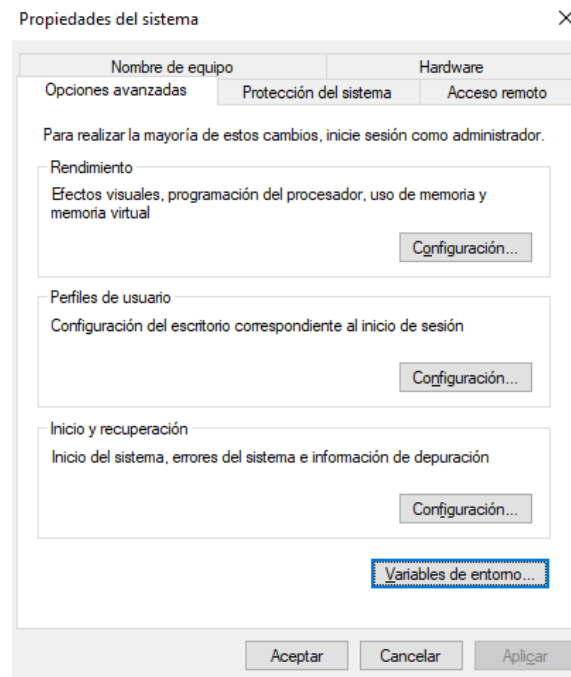 Propiedades del sistema
Nombre de equipo
Hardware
Opciones avanzadas
Protección del sistema
Acceso remoto
Para realizar la mayoría de estos cambios, inicie sesión como administrador.
Rendimiento
Efectos visuales, programación del procesador, uso de memoria y
memoria virtual
Configuración...
Perfiles de usuario
Configuración del escritorio correspondiente al inicio de sesión
Configuración...
Inicio y recuperación
Inicio del sistema, errores del sistema e información de depuración
Configuración...
Variables de entorno...
Aceptar
Cancelar
Aplicar